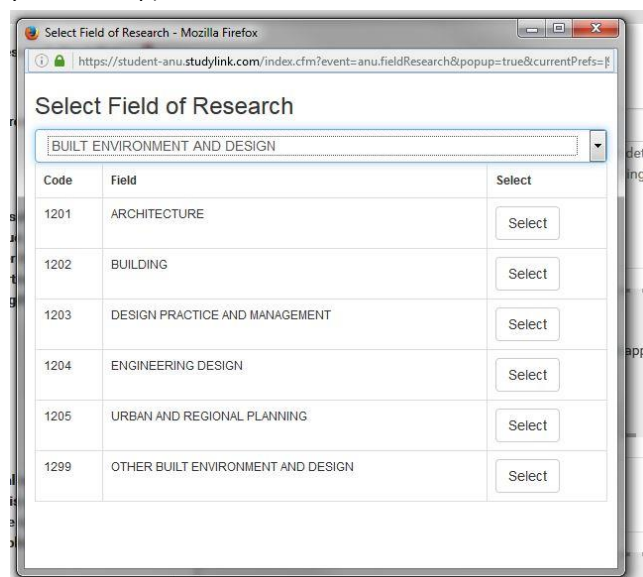 Select Field of Research - Mozilla Firefox
https://student-anu.studylink.com/index.cfm?event=anu.fieldResearch&popup=true&currentPrefs=
Select Field of Research
BUILT ENVIRONMENT AND DESIGN
Code Field Select
1201 ARCHITECTURE Select
1202 BUILDING Select
1203 DESIGN PRACTICE AND MANAGEMENT Select
1204 ENGINEERING DESIGN Select
1205 URBAN AND REGIONAL PLANNING Select
1299 OTHER BUILT ENVIRONMENT AND DESIGN Select